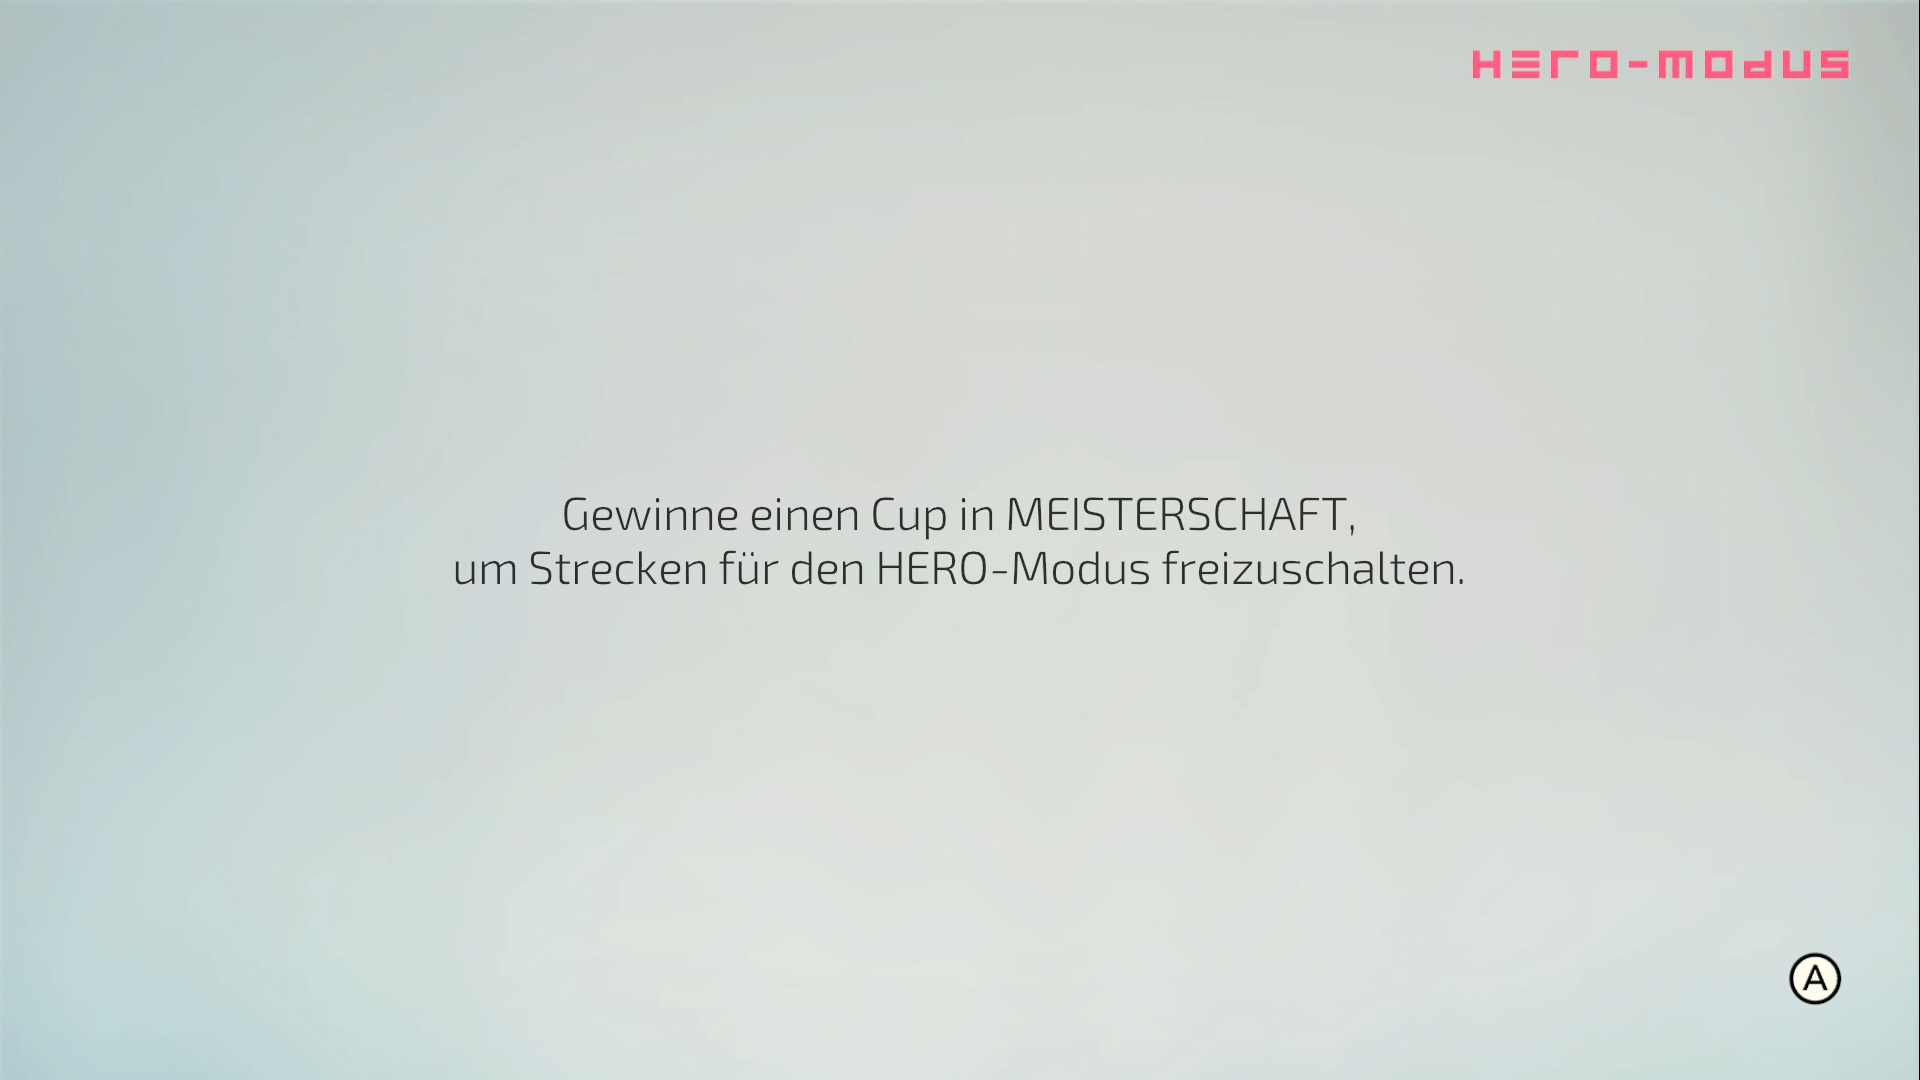 HERO-MODUS
Gewinne einen Cup in MEISTERSCHAFT,
um Strecken für den HERO-Modus freizuschalten.
A